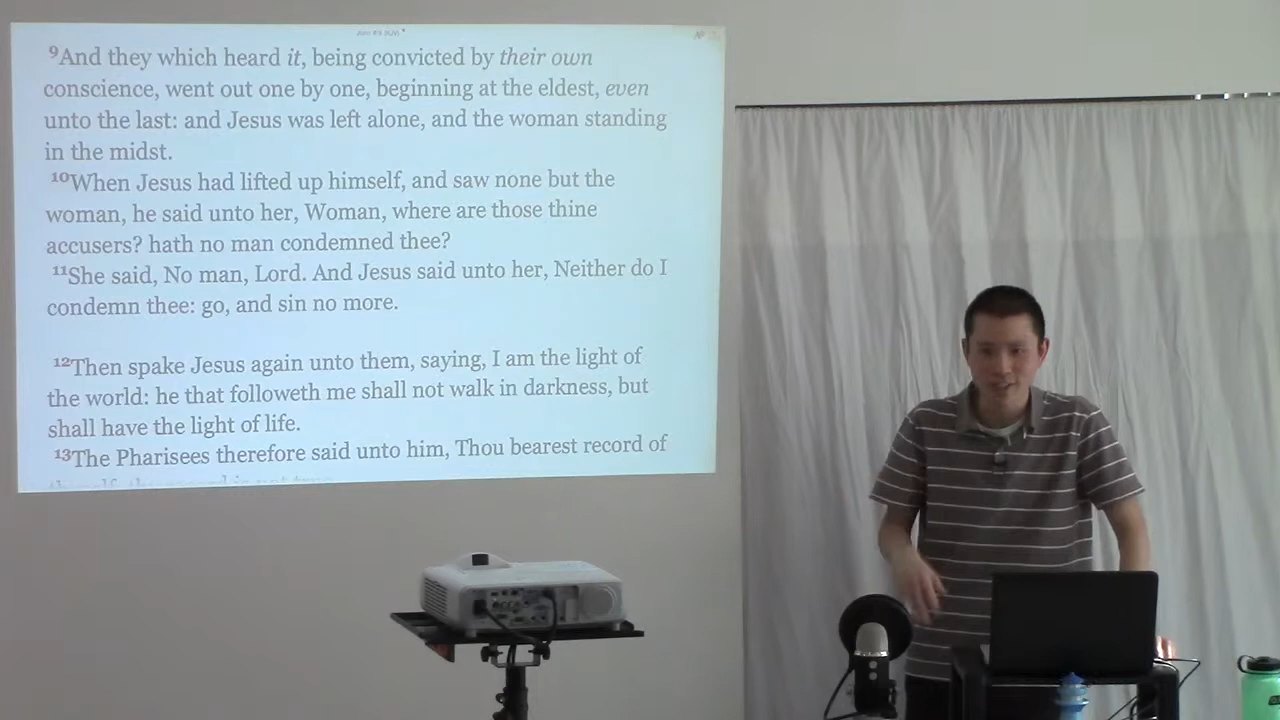 ⁹And they which heard it, being convicted by their own
conscience, went out one by one, beginning at the eldest, even
unto the last: and Jesus was left alone, and the woman standing
in the midst.
¹⁰When Jesus had lifted up himself, and saw none but the
woman, he said unto her, Woman, where are those thine
accusers? hath no man condemned thee?
¹¹She said, No man, Lord. And Jesus said unto her, Neither do I
condemn thee: go, and sin no more.
¹²Then spake Jesus again unto them, saying, I am the light of
the world: he that followeth me shall not walk in darkness, but
shall have the light of life.
¹³The Pharisees therefore said unto him, Thou bearest record of